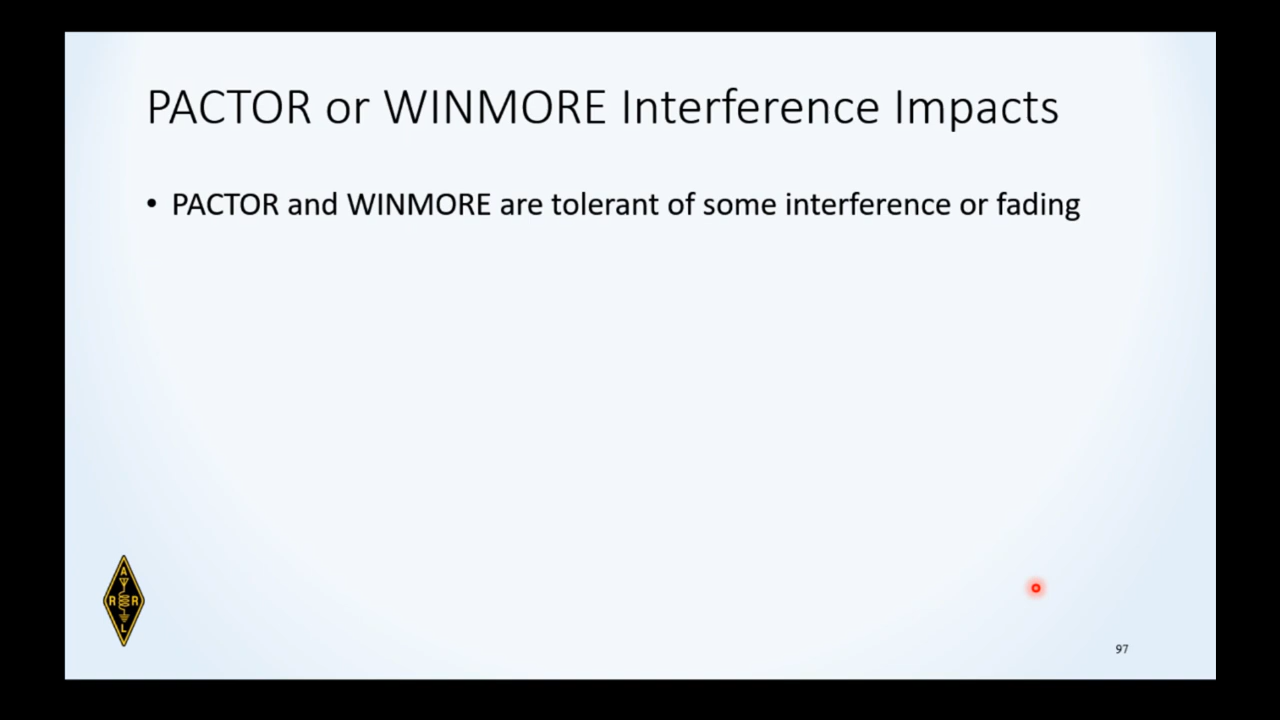 PACTOR or WINMORE Interference Impacts
• PACTOR and WINMORE are tolerant of some interference or fading
A
R R
L
97